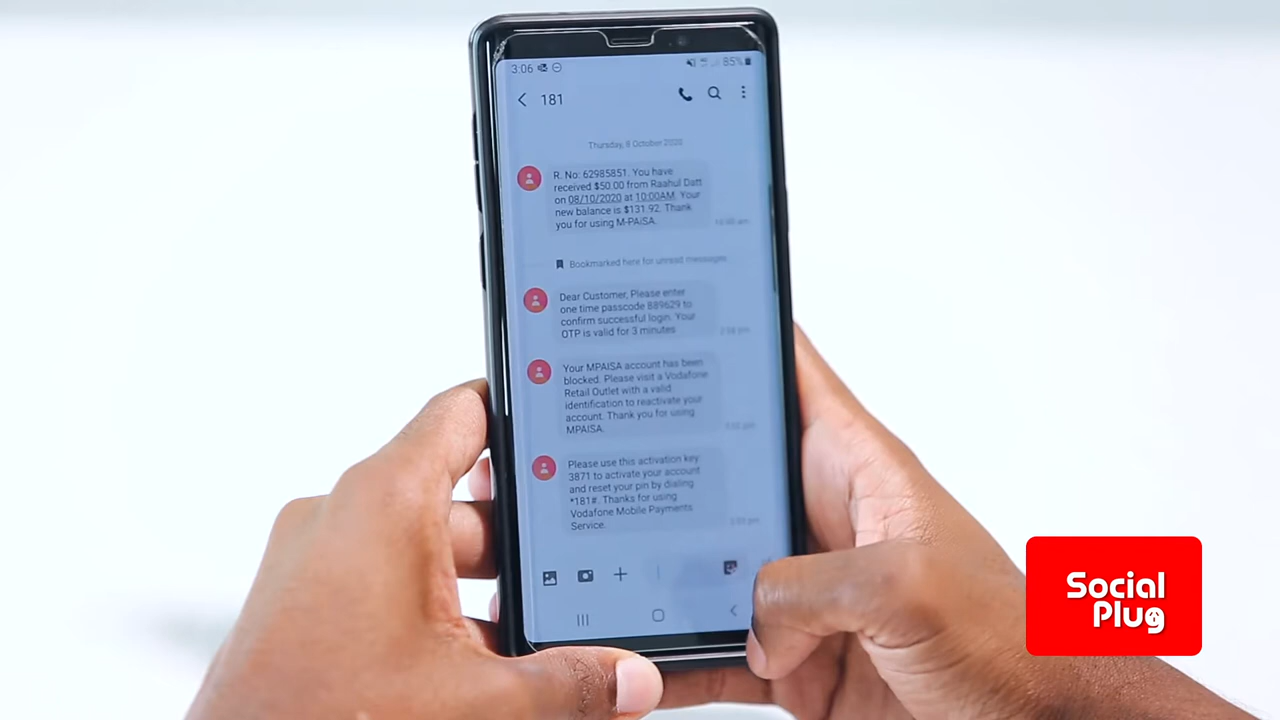 3:06
85%
181
Thursday, 8 October 2020
R. No: 62985851. You have
received $50.00 from Raahul Datt
on 08/10/2020 at 10:00AM. Your
new balance is $131.92. Thank
you for using M-PAiSA.
10:00 am
Bookmarked here for unread messages.
Dear Customer, Please enter
one time passcode 889629 to
confirm successful login. Your
OTP is valid for 3 minutes
Your MPAISA account has been
blocked. Please visit a Vodafone
Retail Outlet with a valid
identification to reactivate your
account. Thank you for using
MPAISA.
Please use this activation key
3871 to activate your account
and reset your pin by dialing
*181#. Thanks for using
Vodafone Mobile Payments
Service.
Social
Plug